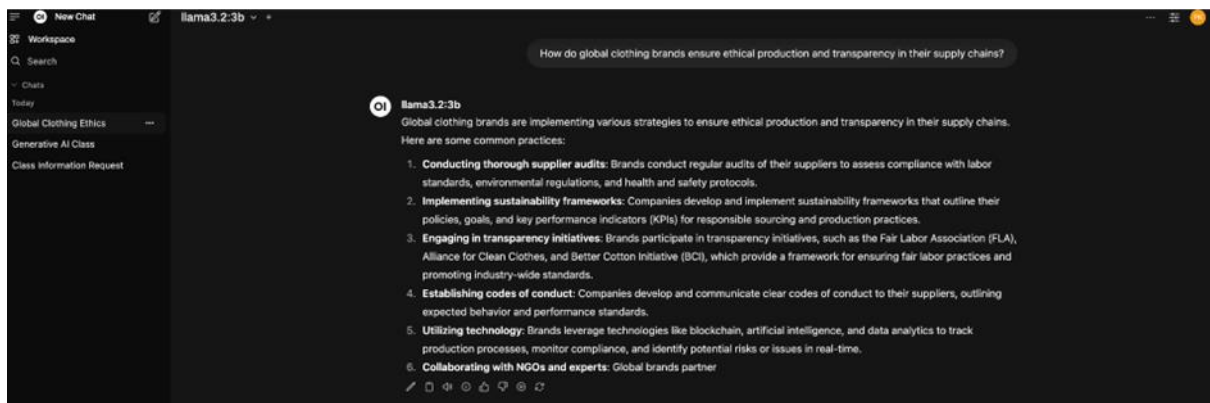 New Chat
llama3.2:3b
Workspace
Search
Chats
Today
Global Clothing Ethics
Generative AI Class
Class Information Request
How do global clothing brands ensure ethical production and transparency in their supply chains?
OI
llama3.2:3b
Global clothing brands are implementing various strategies to ensure ethical production and transparency in their supply chains.
Here are some common practices:
1. Conducting thorough supplier audits: Brands conduct regular audits of their suppliers to assess compliance with labor
standards, environmental regulations, and health and safety protocols.
2. Implementing sustainability frameworks: Companies develop and implement sustainability frameworks that outline their
policies, goals, and key performance indicators (KPIs) for responsible sourcing and production practices.
3. Engaging in transparency initiatives: Brands participate in transparency initiatives, such as the Fair Labor Association (FLA),
Alliance for Clean Clothes, and Better Cotton Initiative (BCI), which provide a framework for ensuring fair labor practices and
promoting industry-wide standards.
4. Establishing codes of conduct: Companies develop and communicate clear codes of conduct to their suppliers, outlining
expected behavior and performance standards.
5. Utilizing technology: Brands leverage technologies like blockchain, artificial intelligence, and data analytics to track
production processes, monitor compliance, and identify potential risks or issues in real-time.
6. Collaborating with NGOs and experts: Global brands partner